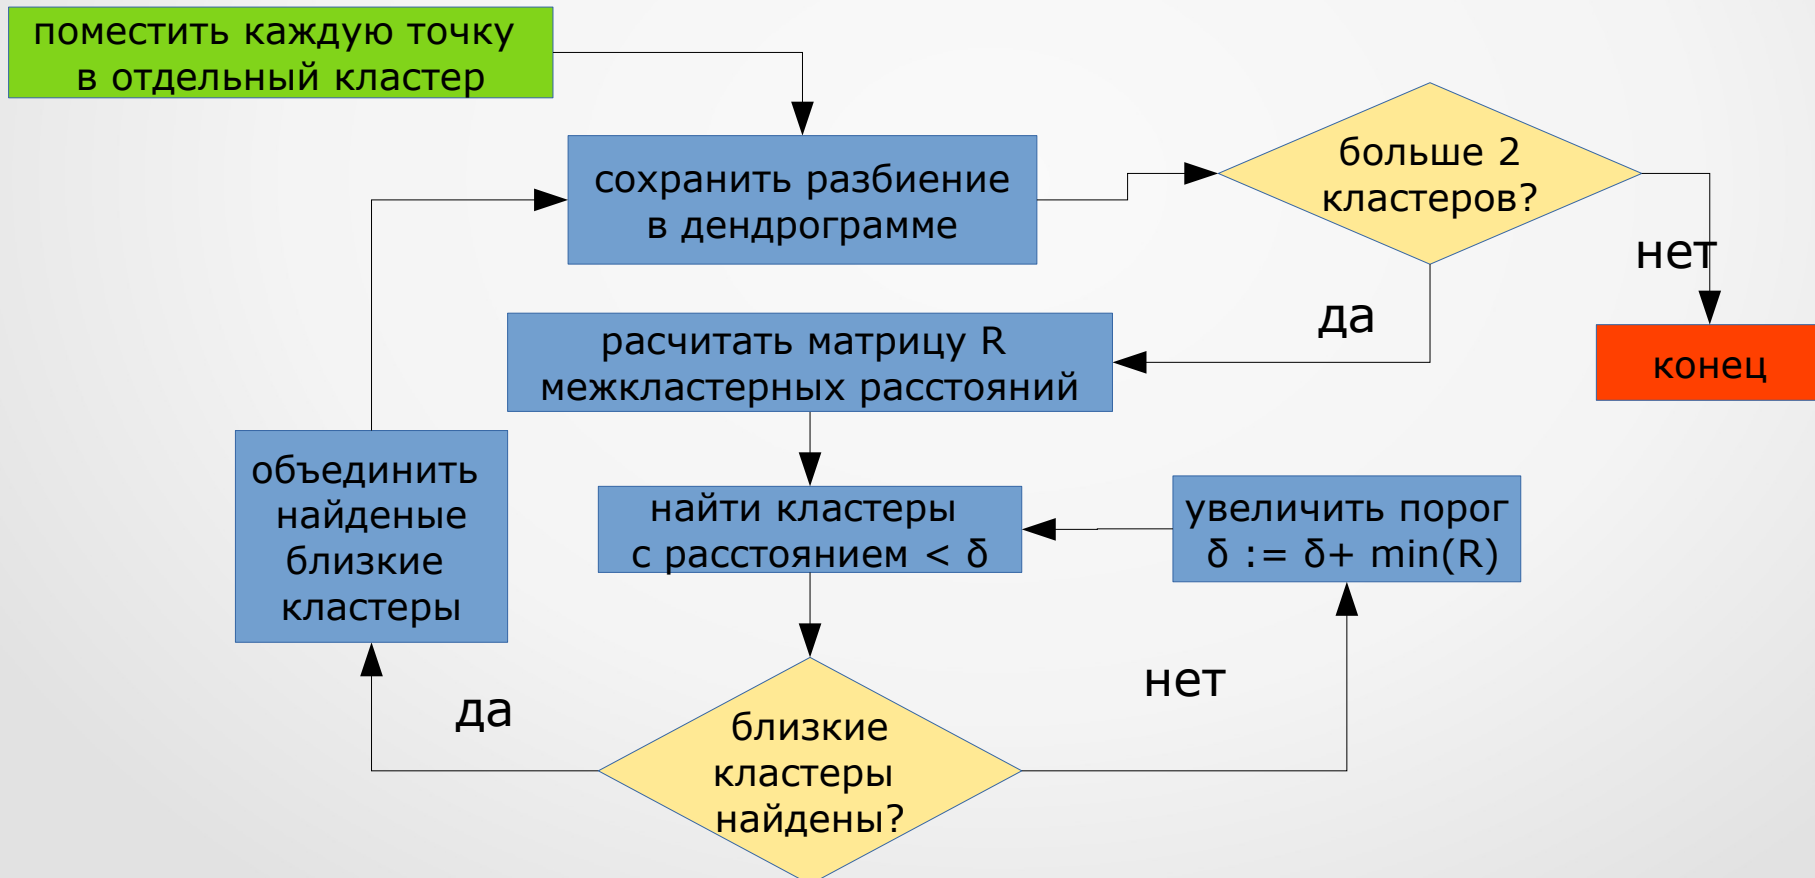 поместить каждую точку
в отдельный кластер
сохранить разбиение
в дендрограмме
больше 2
кластеров?
нет
да
конец
расчитать матрицу R
межкластерных расстояний
объединить
найденые
близкие
кластеры
найти кластеры
с расстоянием < δ
увеличить порог
δ := δ+ min(R)
нет
да
близкие
кластеры
найдены?